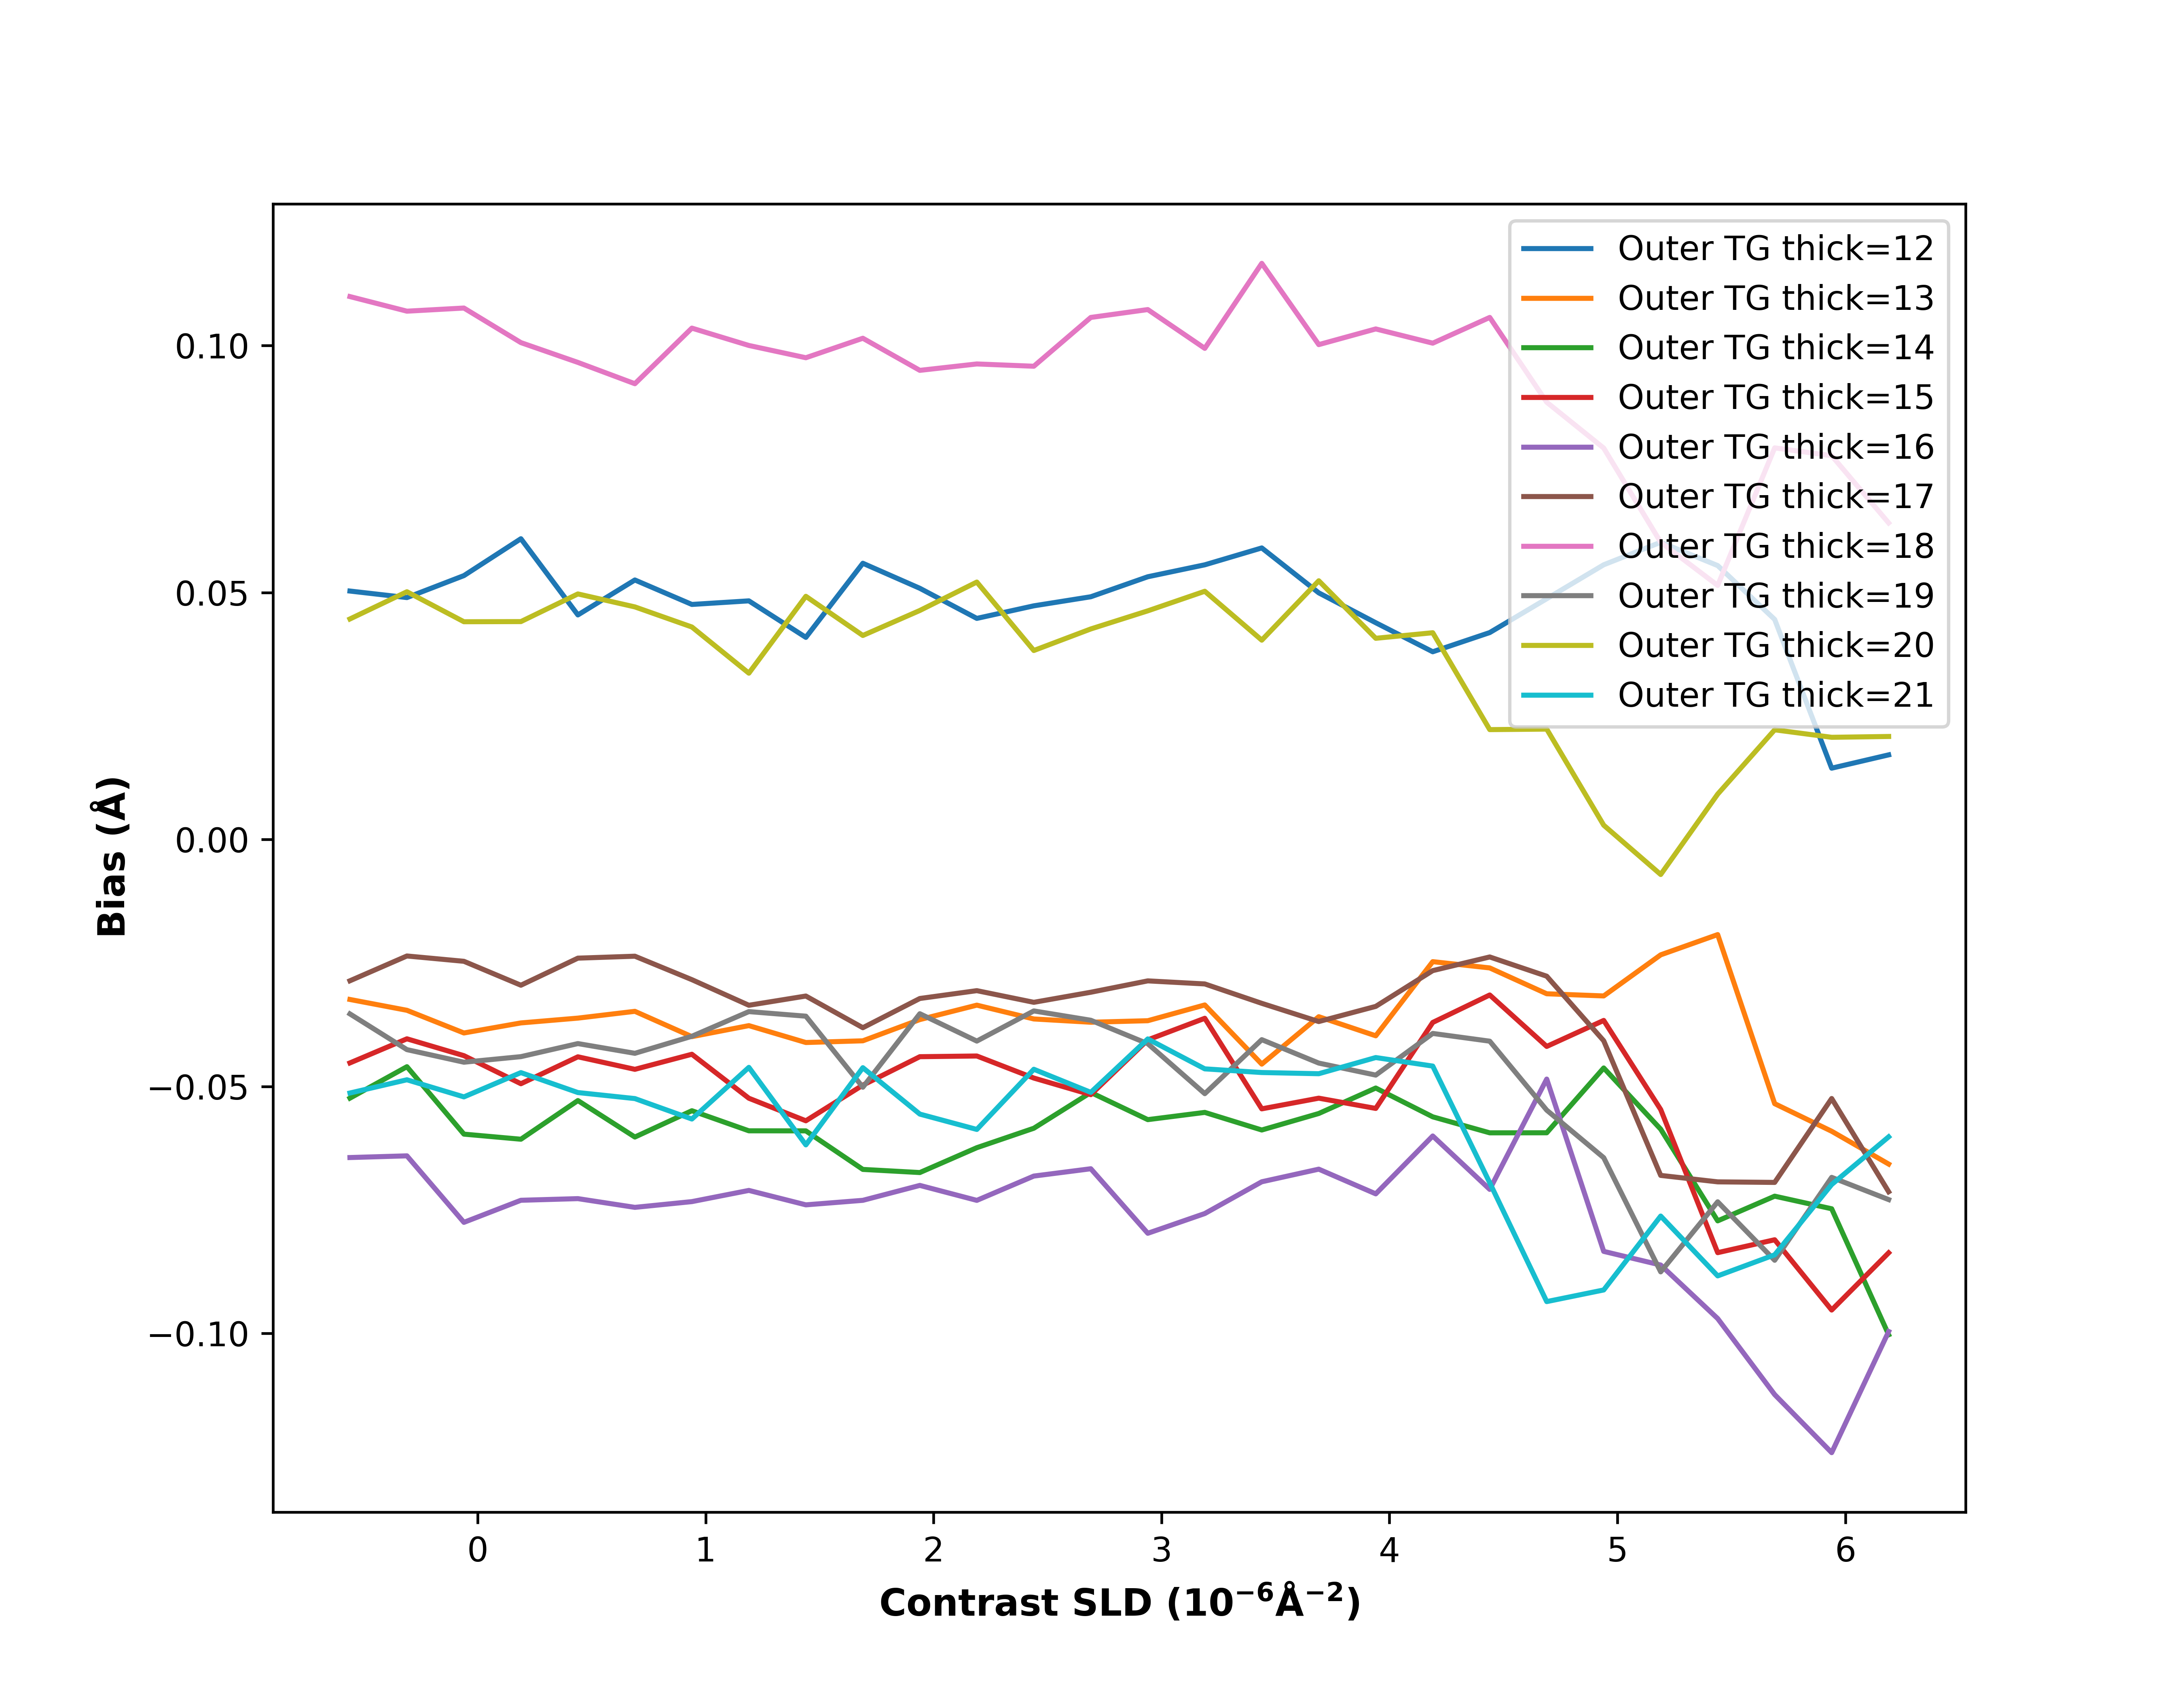 Outer TG thick=12
Outer TG thick=13
Outer TG thick=14
Outer TG thick=15
Outer TG thick=16
Outer TG thick=17
Outer TG thick=18
Outer TG thick=19
Outer TG thick=20
Outer TG thick=21
0.10
0.05
0.00
−0.05
−0.10
Bias (Å)
0 1 2 3 4 5 6
Contrast SLD (10⁻⁶Å⁻²)